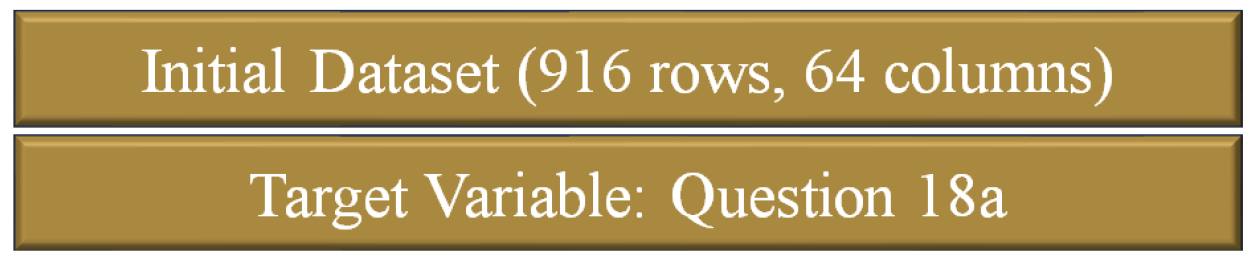 Initial Dataset (916 rows, 64 columns)
Target Variable: Question 18a